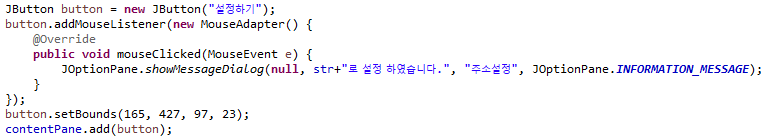 JButton button = new JButton("설정하기");
button.addMouseListener(new MouseAdapter() {
@Override
public void mouseClicked(MouseEvent e) {
JOptionPane.showMessageDialog(null, str+"로 설정 하였습니다.", "주소설정", JOptionPane.INFORMATION_MESSAGE);
}
});
button.setBounds(165, 427, 97, 23);
contentPane.add(button);